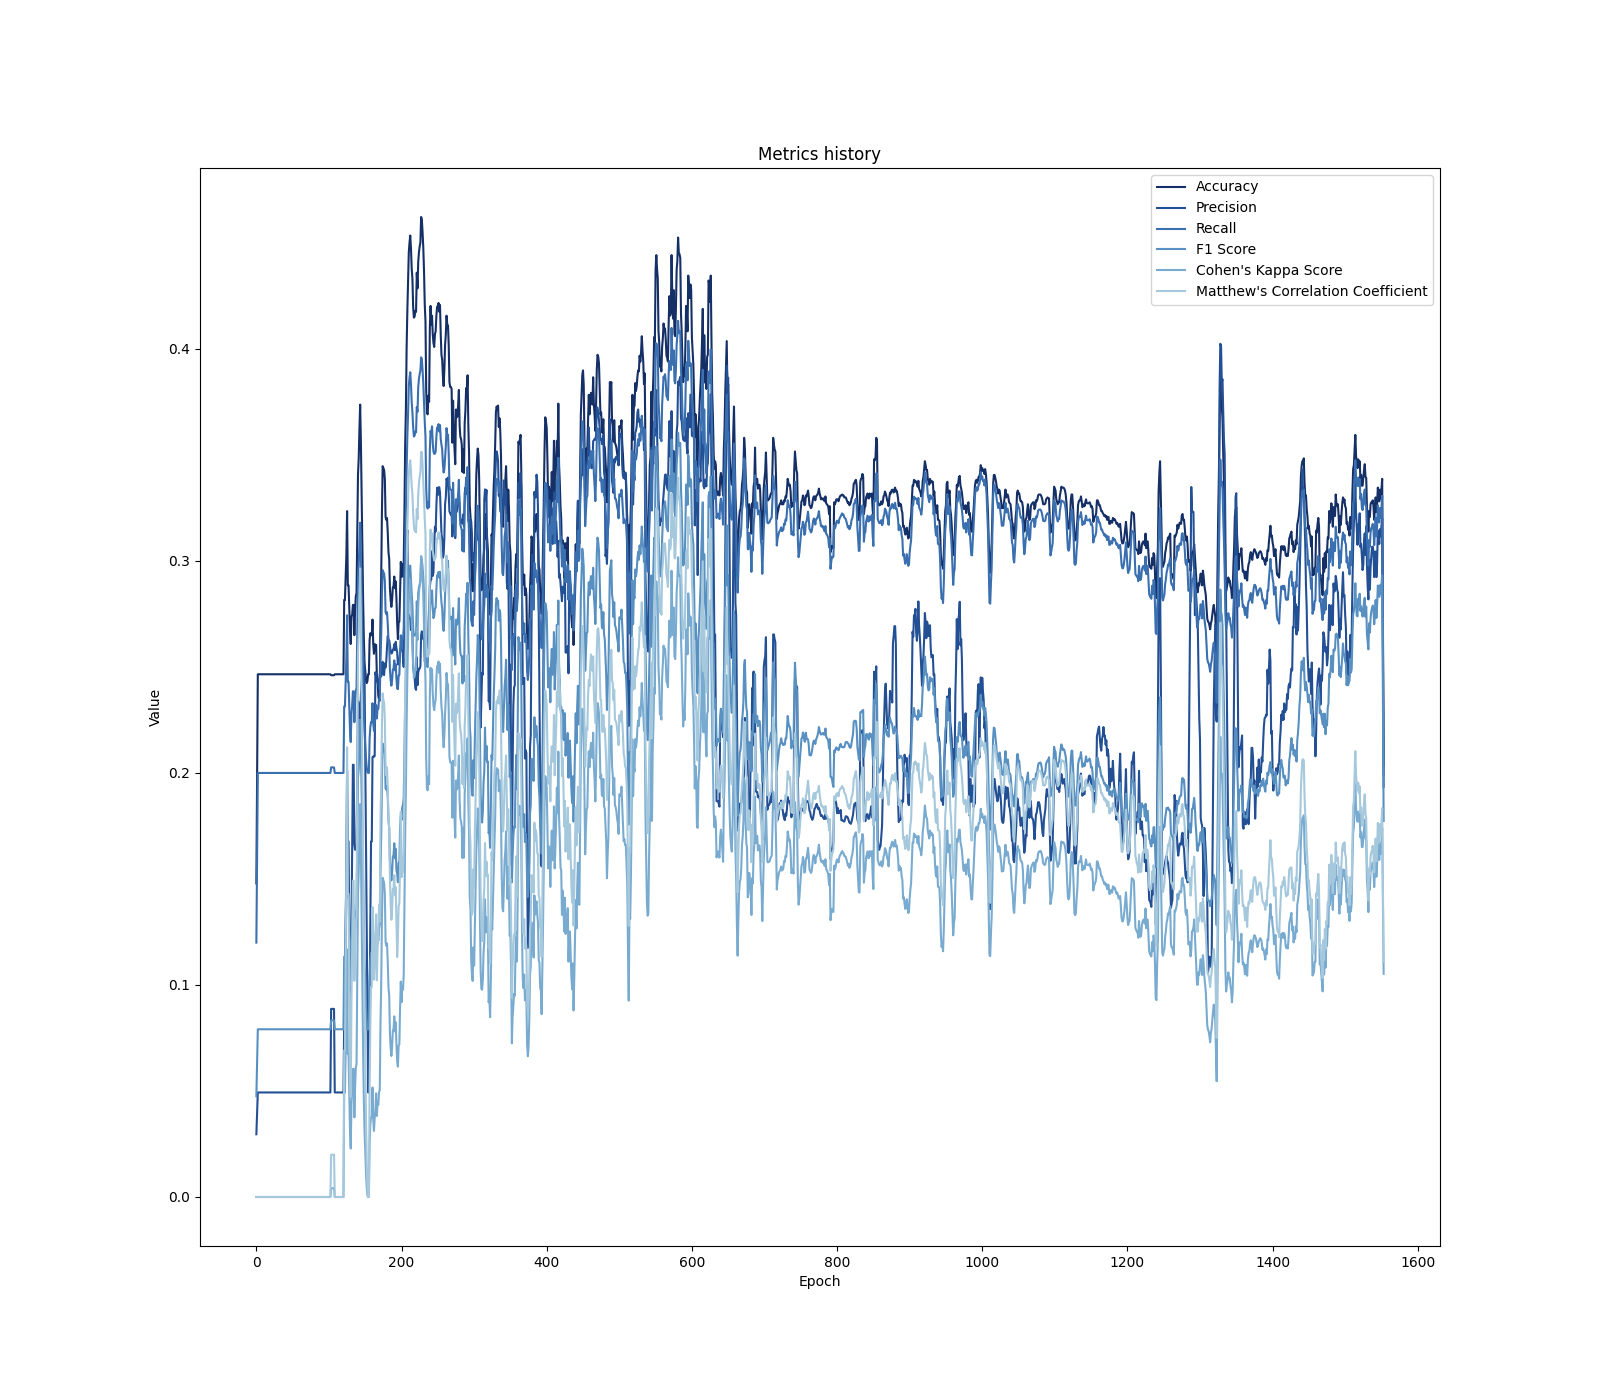 Metrics history
Accuracy
Precision
Recall
F1 Score
Cohen's Kappa Score
Matthew's Correlation Coefficient
Value
0.4
0.3
0.2
0.1
0.0
0 200 400 600 800 1000 1200 1400 1600
Epoch